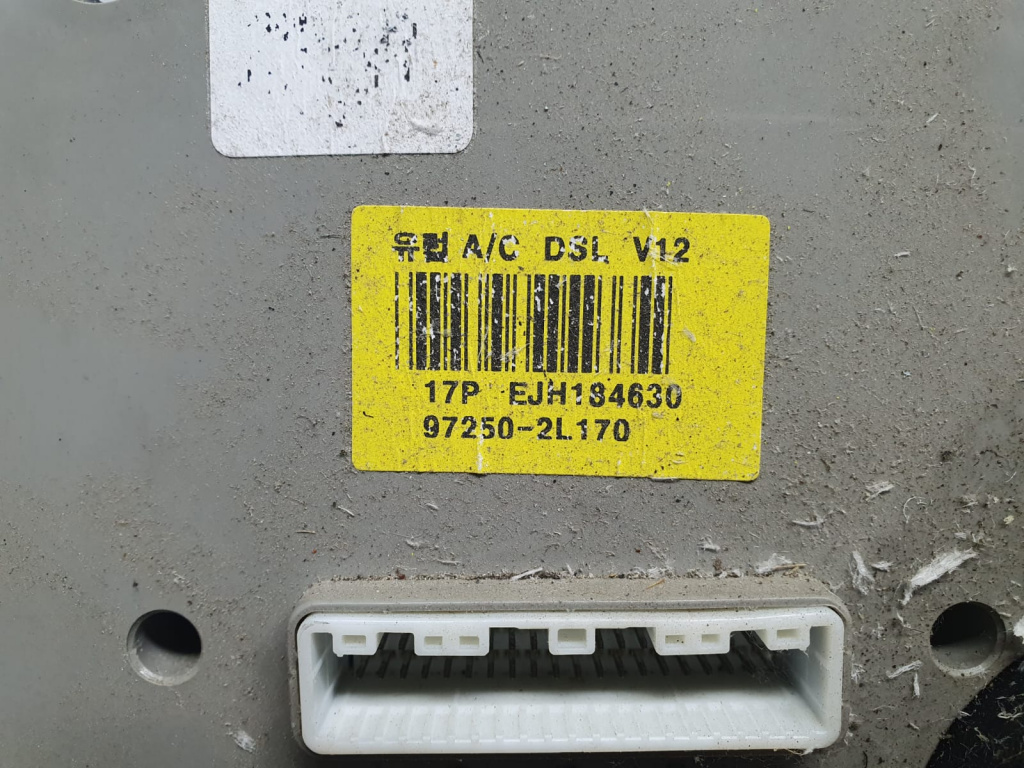 유럽 A/C DSL V12
17P EJH184630
97250-2L170